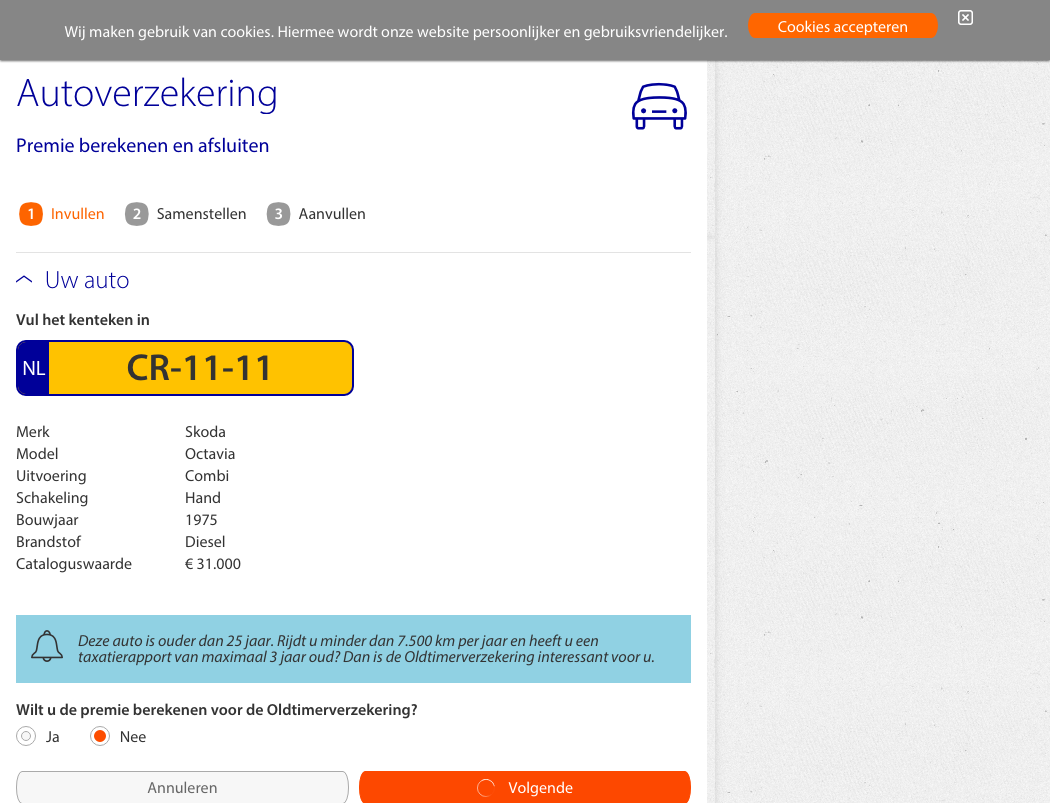 Wij maken gebruik van cookies. Hiermee wordt onze website persoonlijker en gebruiksvriendelijker.
Cookies accepteren
Autoverzekering
Premie berekenen en afsluiten
1 Invullen 2 Samenstellen 3 Aanvullen
Uw auto
Vul het kenteken in
NL CR-11-11
Merk Skoda
Model Octavia
Uitvoering Combi
Schakeling Hand
Bouwjaar 1975
Brandstof Diesel
Cataloguswaarde € 31.000
Deze auto is ouder dan 25 jaar. Rijdt u minder dan 7.500 km per jaar en heeft u een
taxatierapport van maximaal 3 jaar oud? Dan is de Oldtimerverzekering interessant voor u.
Wilt u de premie berekenen voor de Oldtimerverzekering?
Ja Nee
Annuleren Volgende